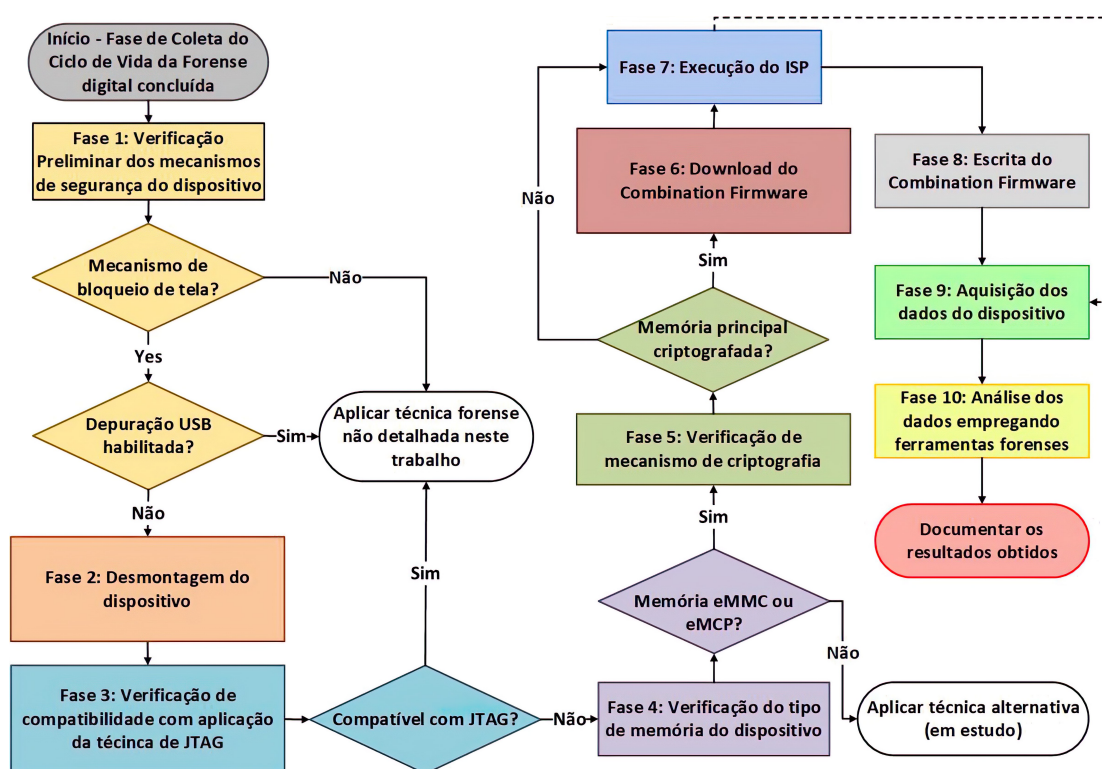 Início - Fase de Coleta do
Ciclo de Vida da Forense
digital concluída
Fase 1: Verificação
Preliminar dos mecanismos
de segurança do dispositivo
Mecanismo de
bloqueio de tela?
Não
Yes
Depuração USB
habilitada?
Sim
Aplicar técnica forense
não detalhada neste
trabalho
Não
Fase 2: Desmontagem do
dispositivo
Fase 3: Verificação de
compatibilidade com aplicação
da técinca de JTAG
Compatível com JTAG?
Sim
Não
Fase 4: Verificação do tipo
de memória do dispositivo
Memória eMMC ou
eMCP?
Não
Aplicar técnica alternativa
(em estudo)
Sim
Fase 5: Verificação de
mecanismo de criptografia
Memória principal
criptografada?
Não
Sim
Fase 6: Download do
Combination Firmware
Fase 7: Execução do ISP
Fase 8: Escrita do
Combination Firmware
Fase 9: Aquisição dos
dados do dispositivo
Fase 10: Análise dos
dados empregando
ferramentas forenses
Documentar os
resultados obtidos